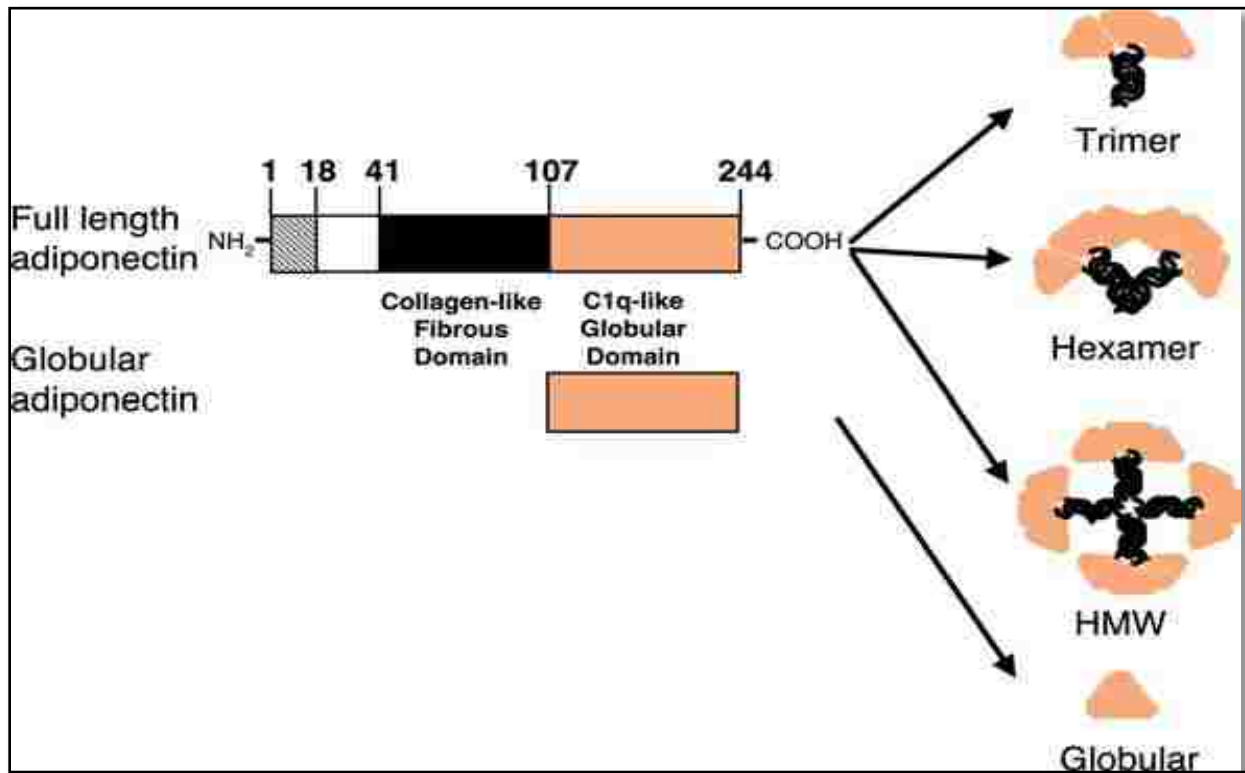 Trimer
1 18 41 107 244
Full length
adiponectin
NH2
COOH
Collagen-like
Fibrous
Domain
C1q-like
Globular
Domain
Hexamer
Globular
adiponectin
HMW
Globular